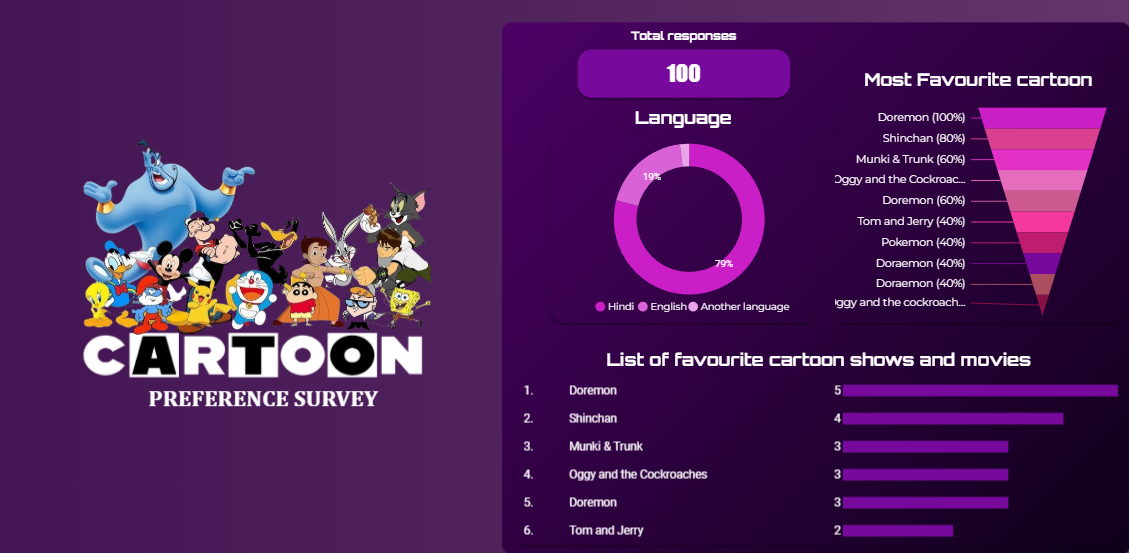 CARTOON
PREFERENCE SURVEY
Total responses
100
Language
19%
79%
Hindi English Another language
Most Favourite cartoon
Doremon (100%)
Shinchan (80%)
Munki & Trunk (60%)
Oggy and the Cockroac...
Doremon (60%)
Tom and Jerry (40%)
Pokemon (40%)
Doraemon (40%)
Doraemon (40%)
ggy and the cockroach...
List of favourite cartoon shows and movies
1. Doremon 5
2. Shinchan 4
3. Munki & Trunk 3
4. Oggy and the Cockroaches 3
5. Doremon 3
6. Tom and Jerry 2